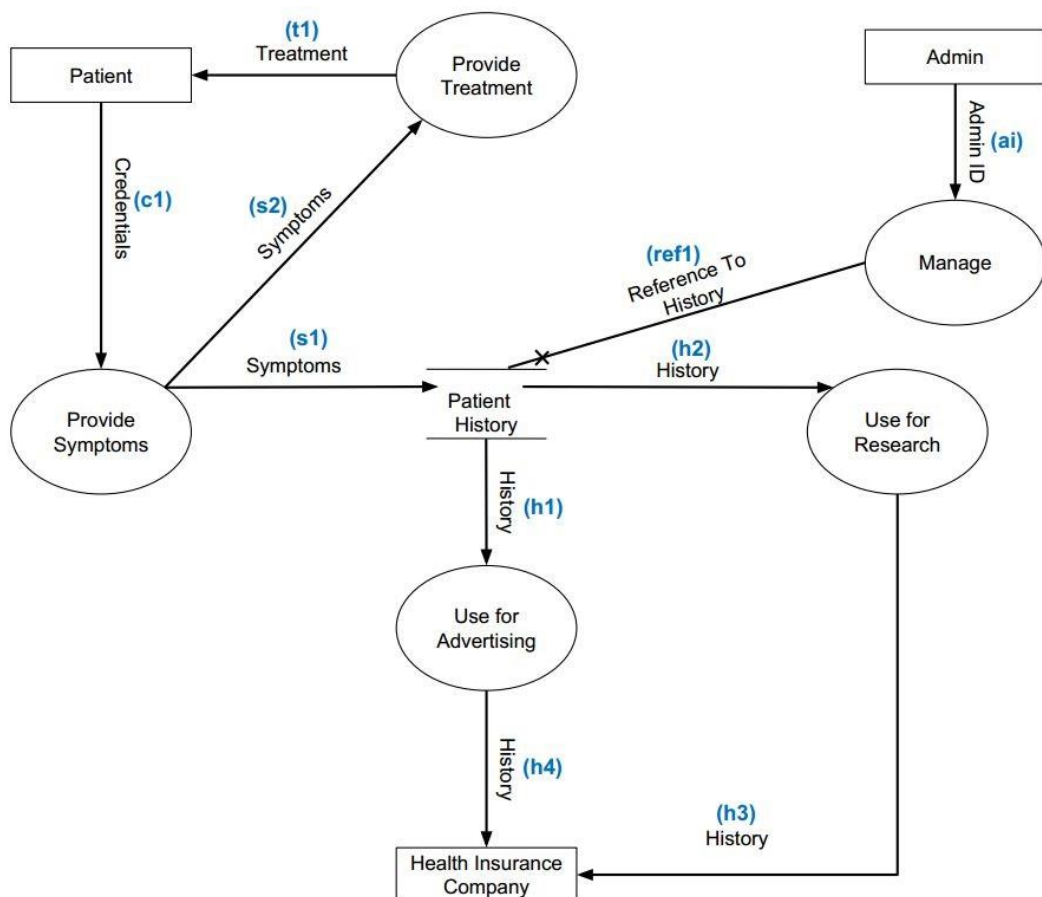 (t1)
Treatment
Patient
Provide
Treatment
Admin
Admin ID
(ai)
Credentials
(c1)
(s2)
Symptoms
(ref1)
Reference To
History
Manage
(s1)
Symptoms
(h2)
History
Provide
Symptoms
Patient
History
Use for
Research
History
(h1)
Use for
Advertising
History
(h4)
(h3)
History
Health Insurance
Company